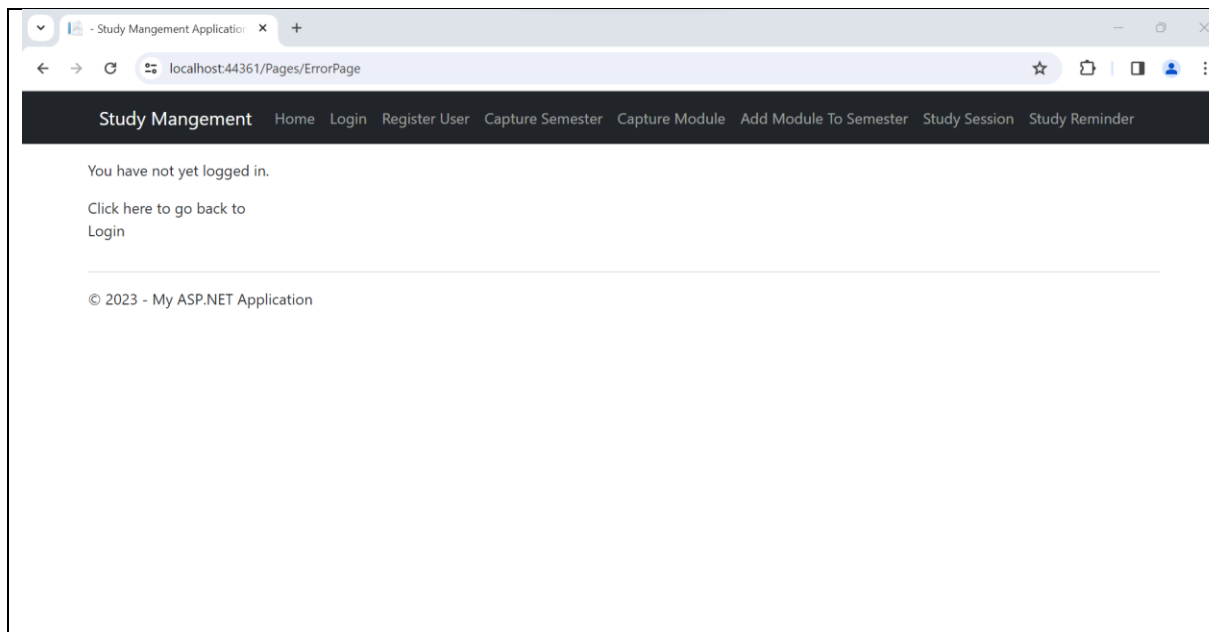 - Study Mangement Application
localhost:44361/Pages/ErrorPage
Study Mangement Home Login Register User Capture Semester Capture Module Add Module To Semester Study Session Study Reminder
You have not yet logged in.
Click here to go back to
Login
© 2023 - My ASP.NET Application